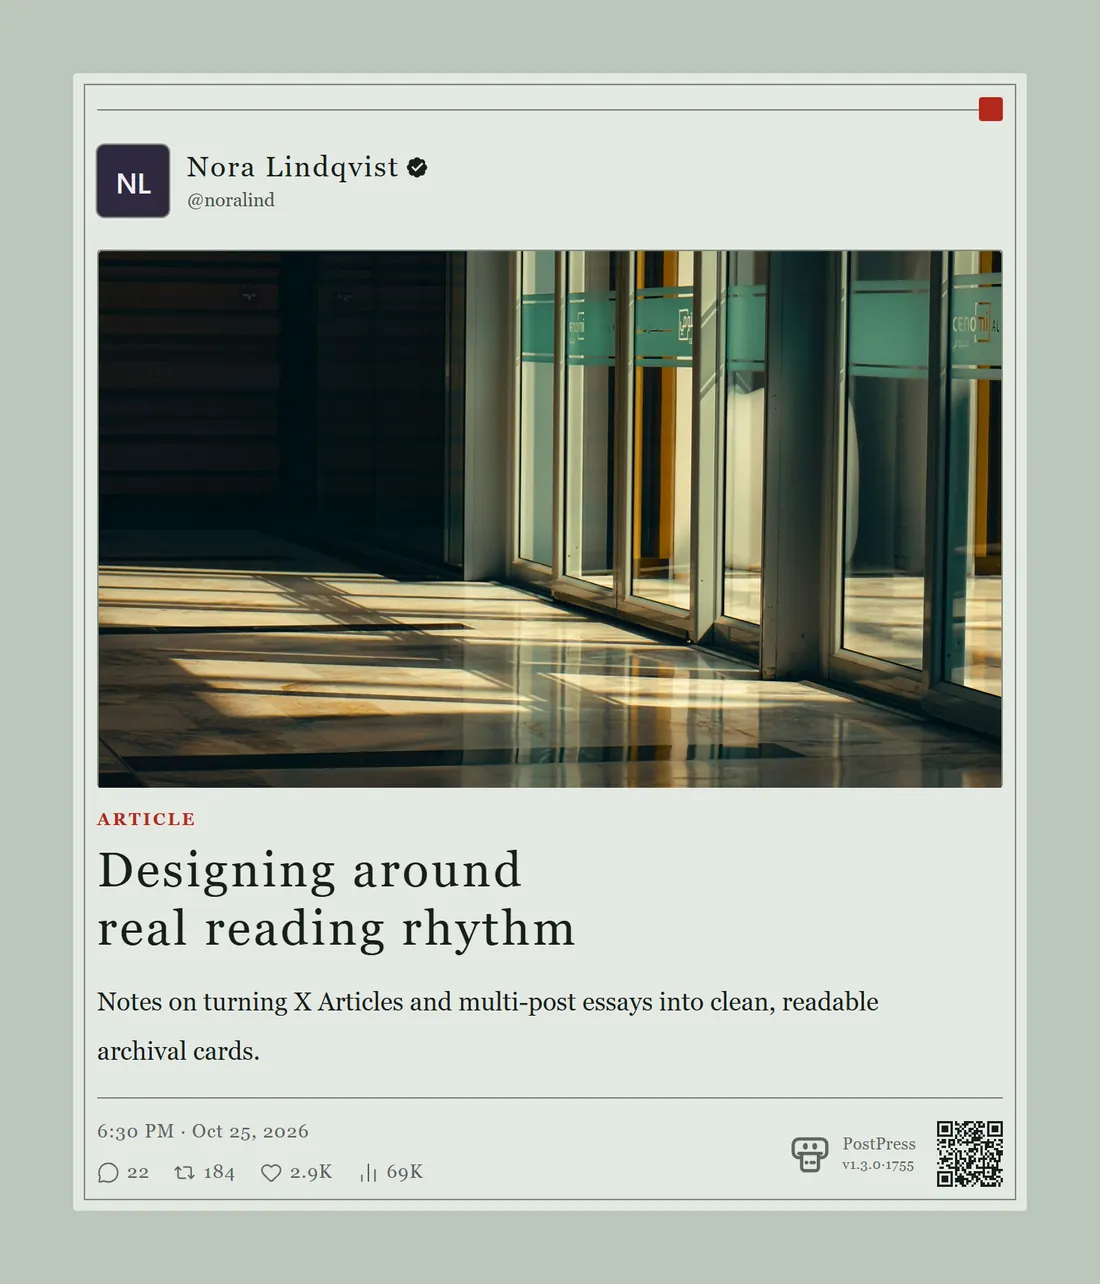 NL
Nora Lindqvist
@noralind
cenomi
ARTICLE
Designing around
real reading rhythm
Notes on turning X Articles and multi-post essays into clean, readable
archival cards.
6:30 PM · Oct 25, 2026
22 184 2.9K 69K
PostPress
v1.3.0·1755